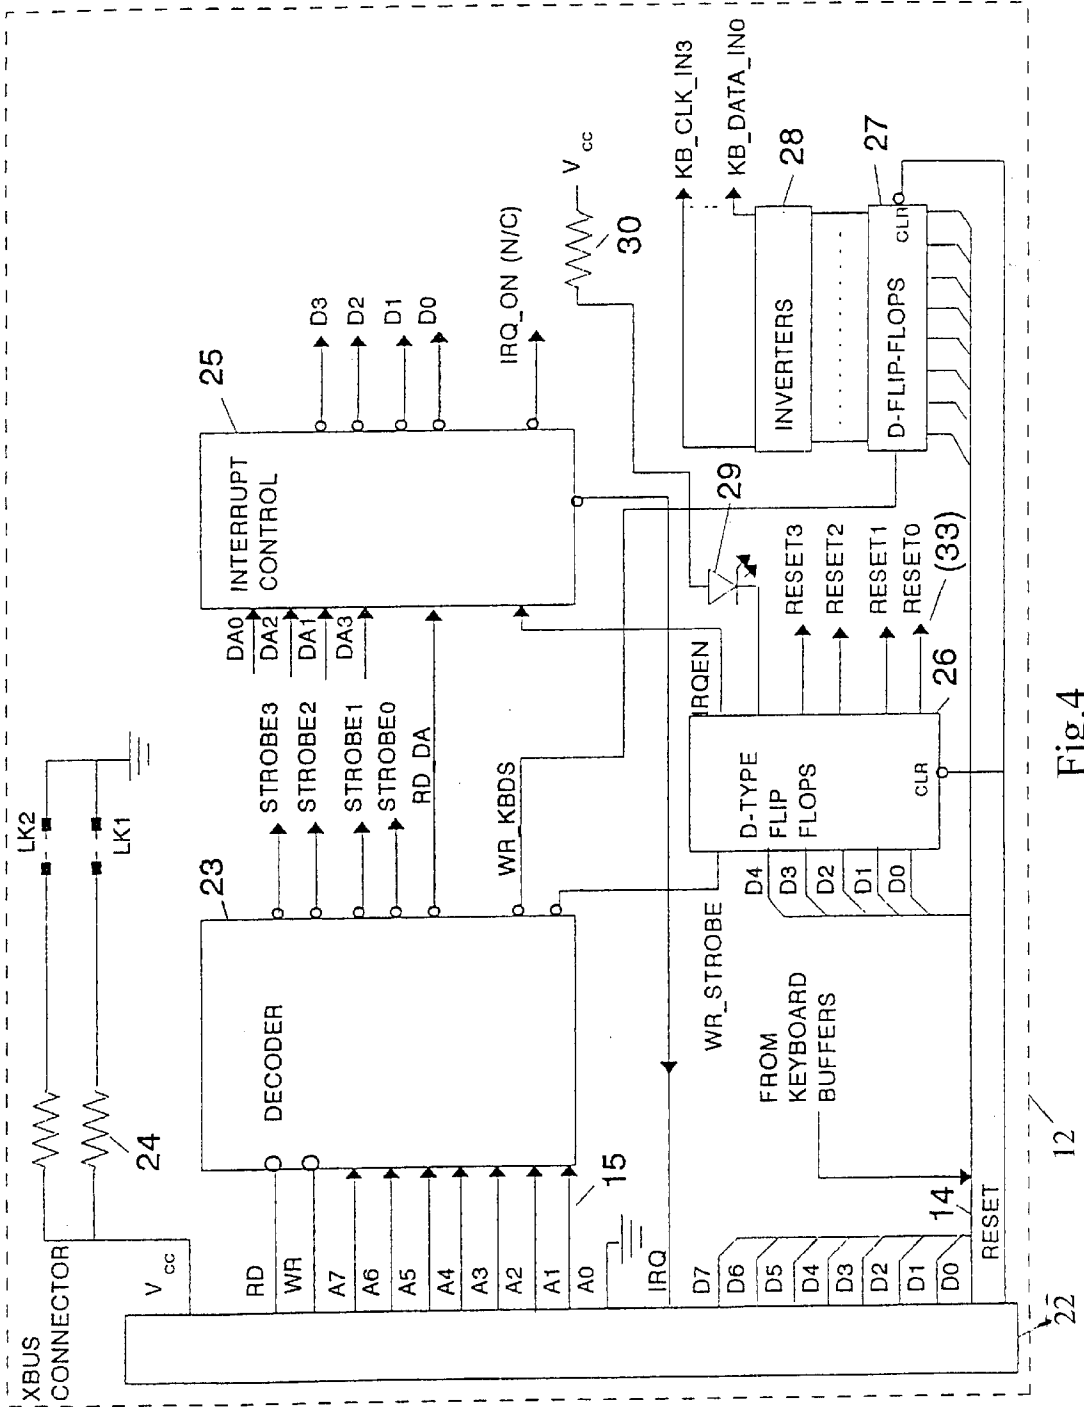 XBUS
CONNECTOR
V cc
24
LK2
LK1
RD
WR
A7
A6
A5
A4
A3
A2
A1
A0
15
DECODER
23
STROBE3
STROBE2
STROBE1
STROBE0
RD_DA
WR_KBDS
WR_STROBE
DA0
DA2
DA1
DA3
INTERRUPT
CONTROL
25
D3
D2
D1
D0
IRQ_ON (N/C)
V cc
30
IRQ
D7
D6
D5
D4
D3
D2
D1
D0
14
RESET
FROM
KEYBOARD
BUFFERS
D4
D3
D2
D1
D0
D-TYPE
FLIP
FLOPS
CLR
26
IRQEN
29
RESET3
RESET2
RESET1
RESET0
(33)
INVERTERS
28
D-FLIP-FLOPS
CLR
27
KB_CLK_IN3
KB_DATA_IN0
22
12
Fig.4